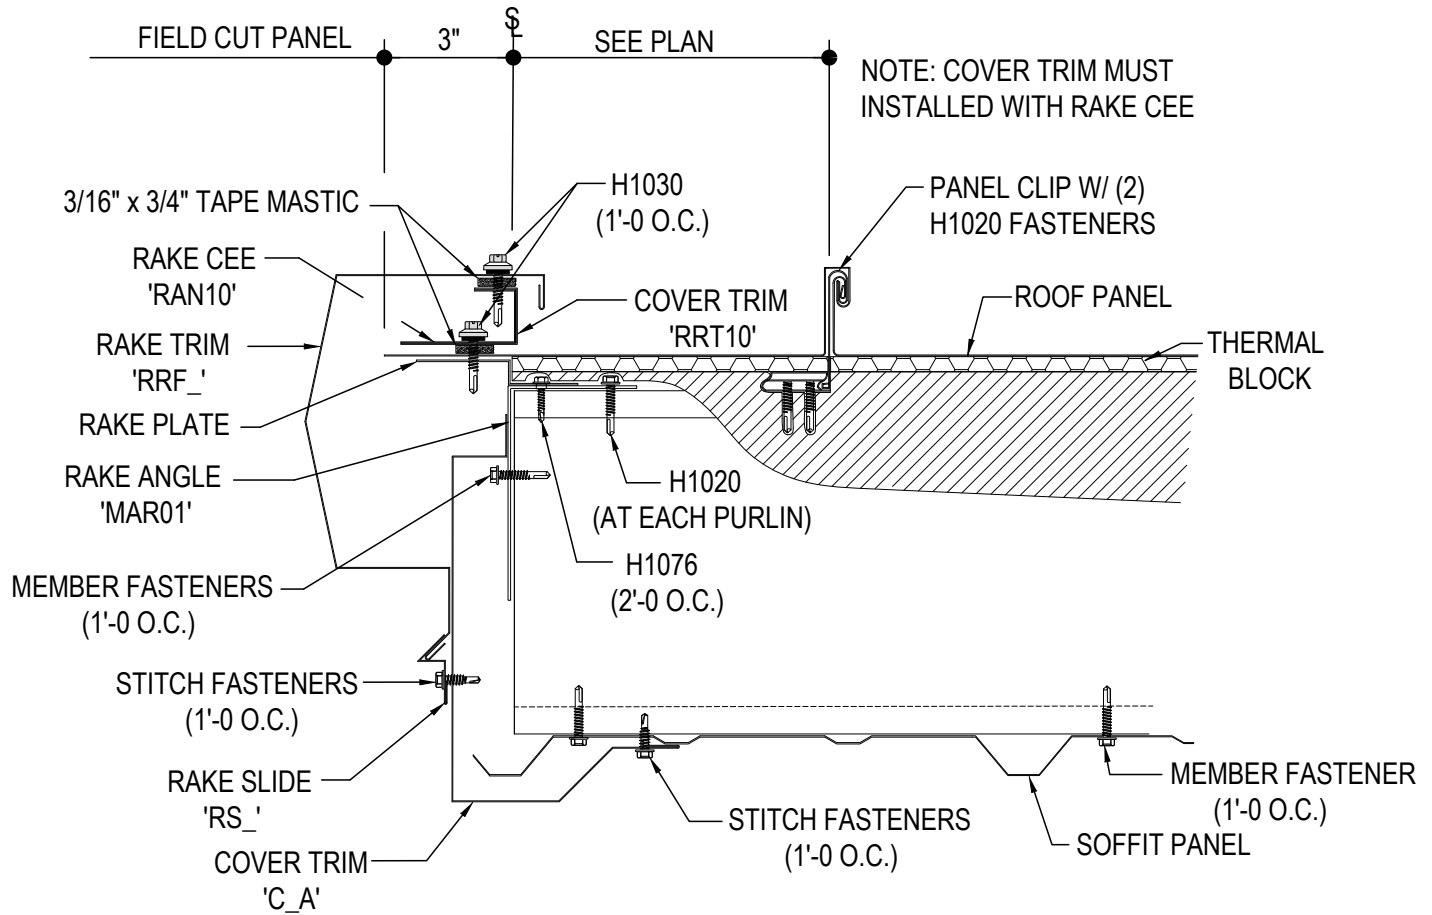 FIELD CUT PANEL
3"
SEE PLAN
NOTE: COVER TRIM MUST
INSTALLED WITH RAKE CEE
3/16" x 3/4" TAPE MASTIC
H1030
(1'-0 O.C.)
PANEL CLIP W/ (2)
H1020 FASTENERS
RAKE CEE
'RAN10'
COVER TRIM
'RRT10'
ROOF PANEL
RAKE TRIM
'RRF_'
THERMAL
BLOCK
RAKE PLATE
RAKE ANGLE
'MAR01'
H1020
(AT EACH PURLIN)
H1076
(2'-0 O.C.)
MEMBER FASTENERS
(1'-0 O.C.)
STITCH FASTENERS
(1'-0 O.C.)
RAKE SLIDE
'RS_'
COVER TRIM
'C_A'
STITCH FASTENERS
(1'-0 O.C.)
MEMBER FASTENER
(1'-0 O.C.)
SOFFIT PANEL